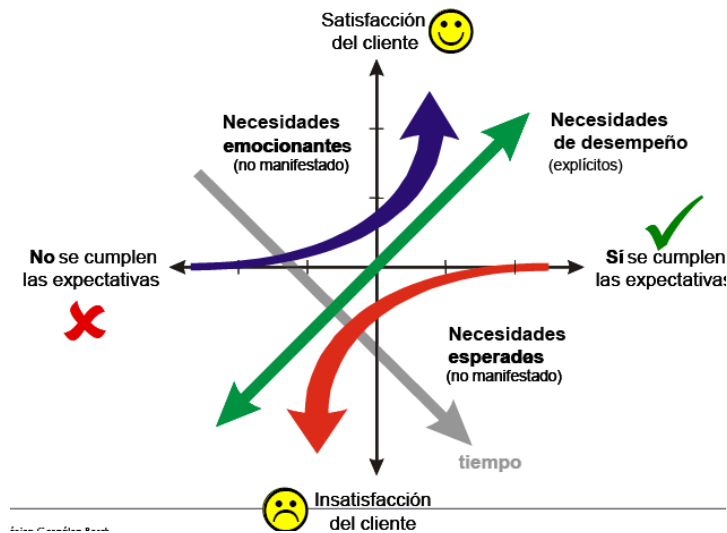 Satisfacción
del cliente
Necesidades
emocionantes
(no manifestado)
Necesidades
de desempeño
(explícitos)
No se cumplen
las expectativas
Sí se cumplen
las expectativas
Necesidades
esperadas
(no manifestado)
tiempo
Insatisfacción
del cliente
González